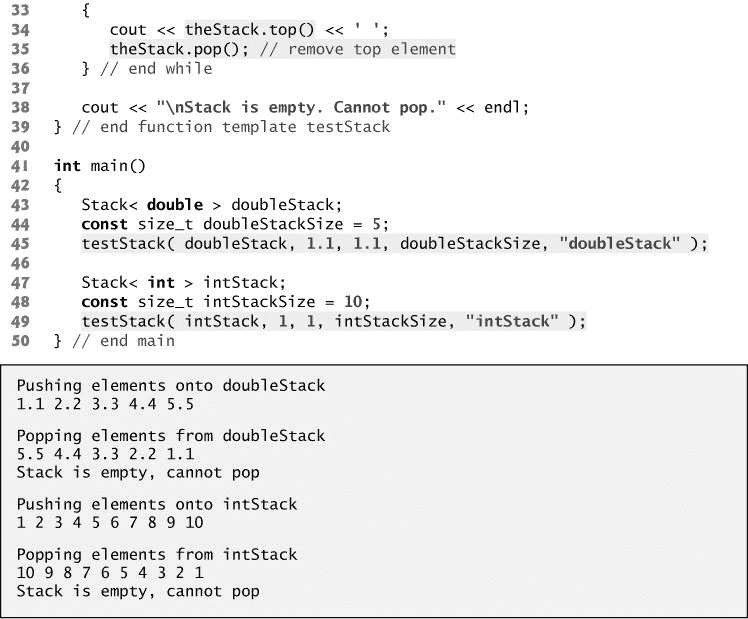 33 {
34 cout << theStack.top() << ' ';
35 theStack.pop(); // remove top element
36 } // end while
37
38 cout << "\nStack is empty. Cannot pop." << endl;
39 } // end function template testStack
40
41 int main()
42 {
43 Stack< double > doubleStack;
44 const size_t doubleStackSize = 5;
45 testStack( doubleStack, 1.1, 1.1, doubleStackSize, "doubleStack" );
46
47 Stack< int > intStack;
48 const size_t intStackSize = 10;
49 testStack( intStack, 1, 1, intStackSize, "intStack" );
50 } // end main
Pushing elements onto doubleStack
1.1 2.2 3.3 4.4 5.5
Popping elements from doubleStack
5.5 4.4 3.3 2.2 1.1
Stack is empty, cannot pop
Pushing elements onto intStack
1 2 3 4 5 6 7 8 9 10
Popping elements from intStack
10 9 8 7 6 5 4 3 2 1
Stack is empty, cannot pop